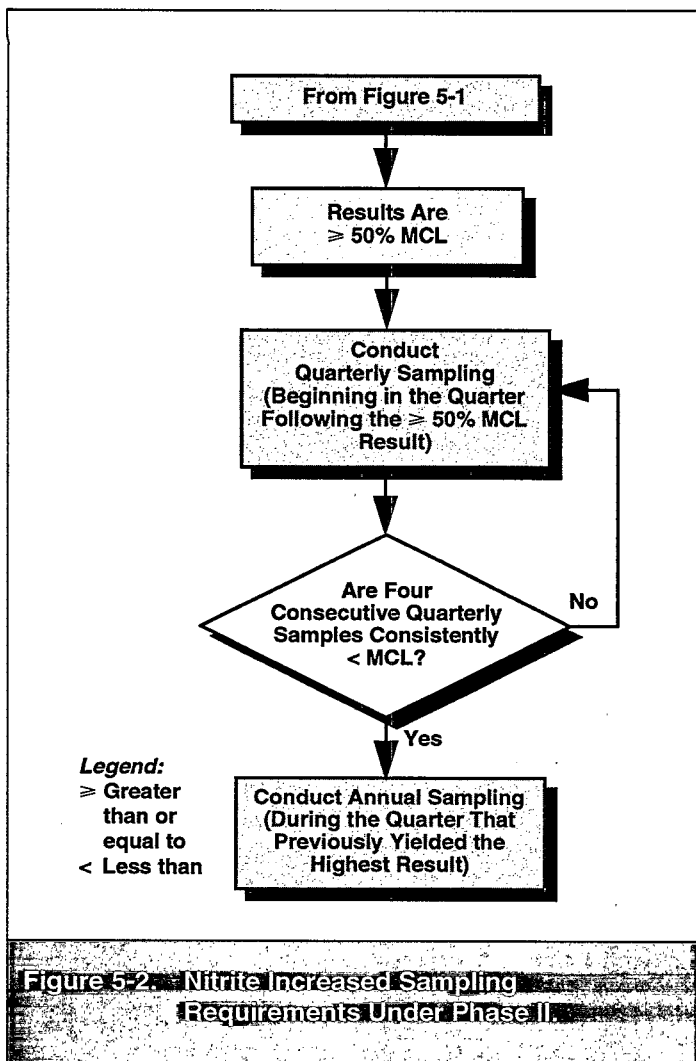 From Figure 5-1
Results Are
≥ 50% MCL
Conduct
Quarterly Sampling
(Beginning in the Quarter
Following the ≥ 50% MCL
Result)
Are Four
Consecutive Quarterly
Samples Consistently
< MCL?
No
Yes
Legend:
≥ Greater
than or
equal to
< Less than
Conduct Annual Sampling
(During the Quarter That
Previously Yielded the
Highest Result)
Figure 5-2. Nitrite Increased Sampling
Requirements Under Phase II